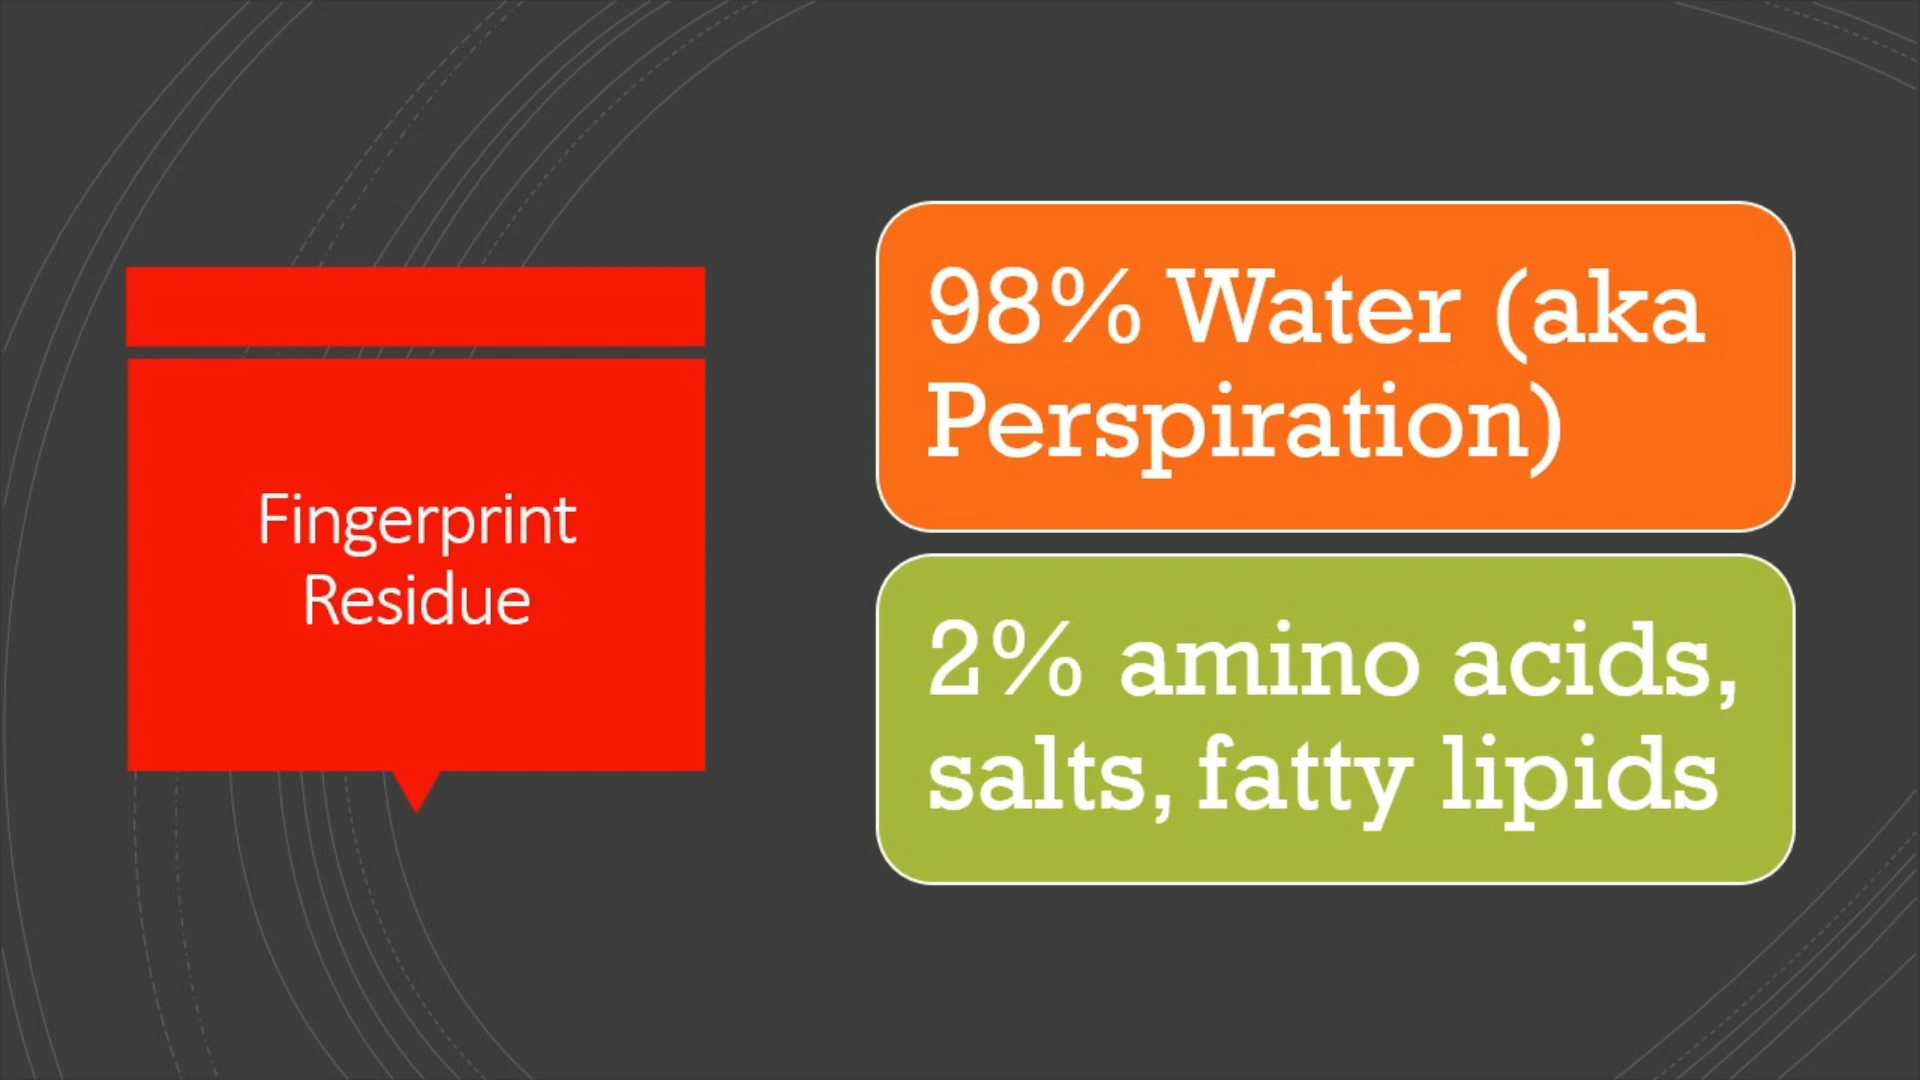 Fingerprint
Residue
98% Water (aka
Perspiration)
2% amino acids,
salts, fatty lipids